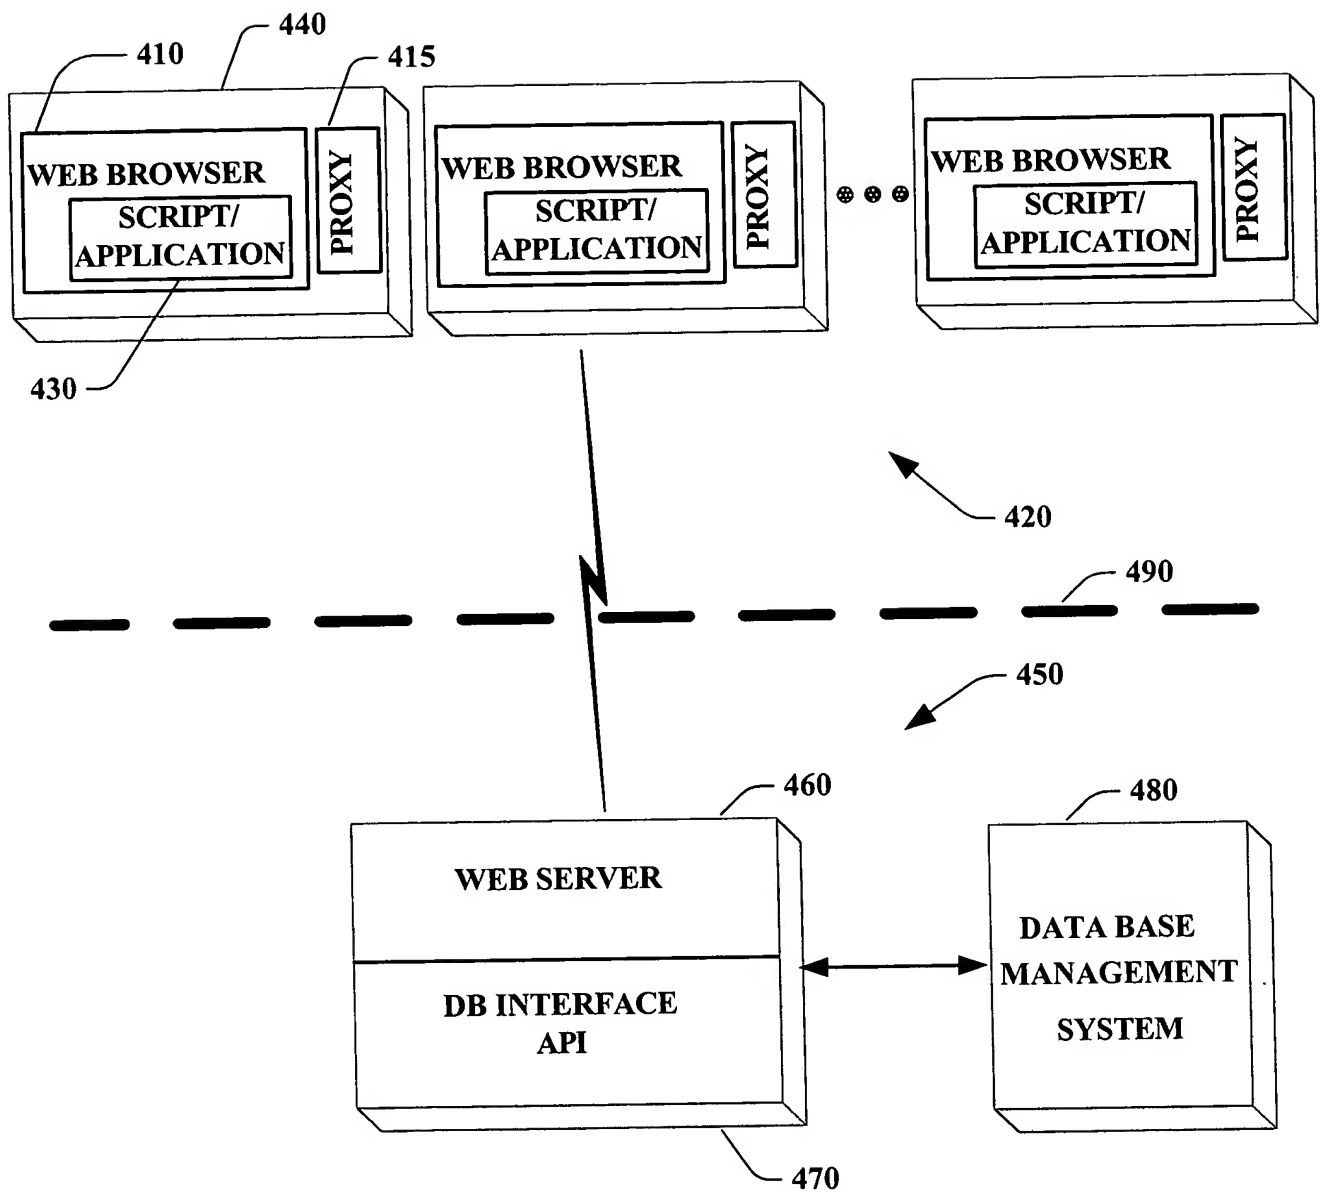 440
410
415
WEB BROWSER
SCRIPT/
APPLICATION
PROXY
WEB BROWSER
SCRIPT/
APPLICATION
PROXY
WEB BROWSER
SCRIPT/
APPLICATION
PROXY
430
420
490
450
460
480
WEB SERVER
DB INTERFACE
API
DATA BASE
MANAGEMENT
SYSTEM
470